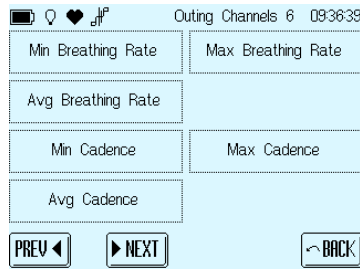 Outing Channels 6 09:36:39
Min Breathing Rate Max Breathing Rate
Avg Breathing Rate
Min Cadence Max Cadence
Avg Cadence
PREV NEXT BACK